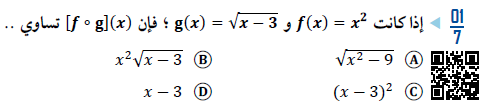 01/7 ◄ إذا كانت f(x) = x² و g(x) = √(x − 3) ؛ فإن [f ∘ g](x) تساوي ..
Ⓐ √(x² − 9) Ⓑ x²√(x − 3)
Ⓒ (x − 3)² Ⓓ x − 3